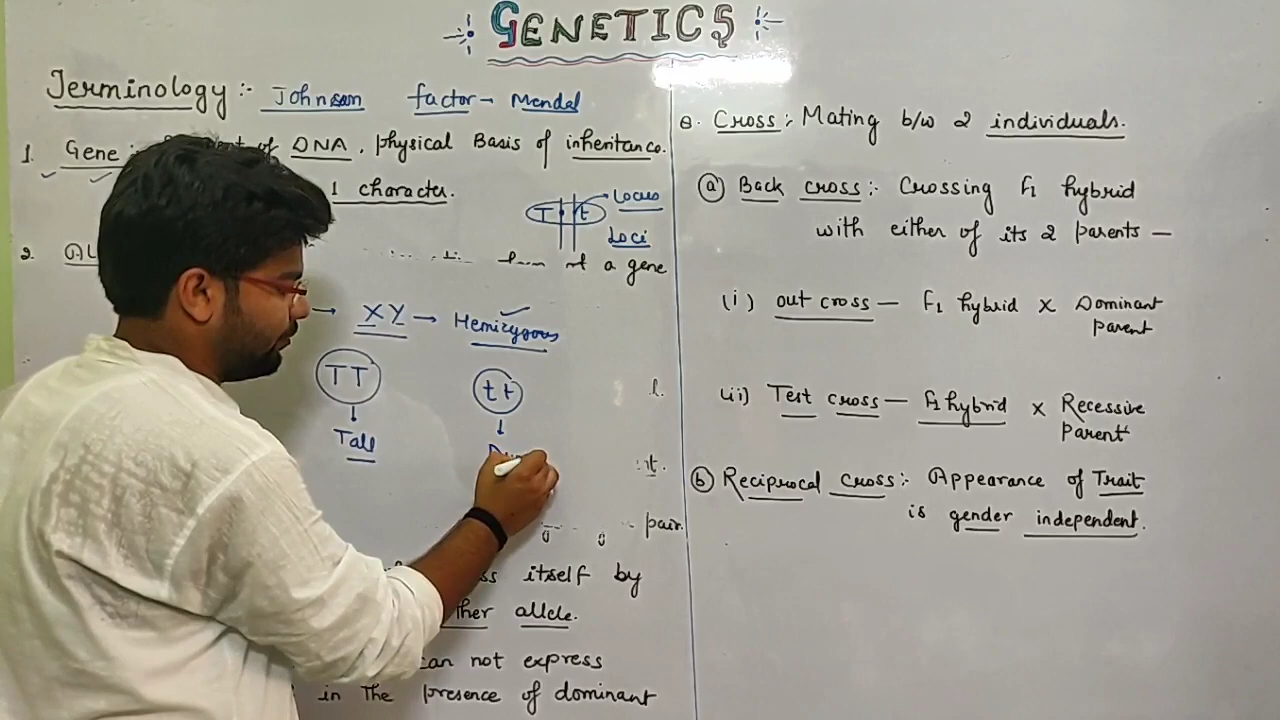 GENETICS
Terminology :- Johnson factor - Mendel
1. Gene : of DNA, physical Basis of inheritance.
1 character.
T t Locus
Loci
2. a gene
→ XY → Hemizygous
TT tt
↓ ↓
Tall
pair.
itself by
allele.
can not express
in The presence of dominant
8. Cross : Mating b/w 2 individuals.
(a) Back cross :- Crossing F1 hybrid
with either of its 2 parents —
(i) out cross — F1 hybrid X Dominant
parent
(ii) Test cross — F1 hybrid X Recessive
parent
(b) Reciprocal cross :- Appearance of Trait
is gender independent.